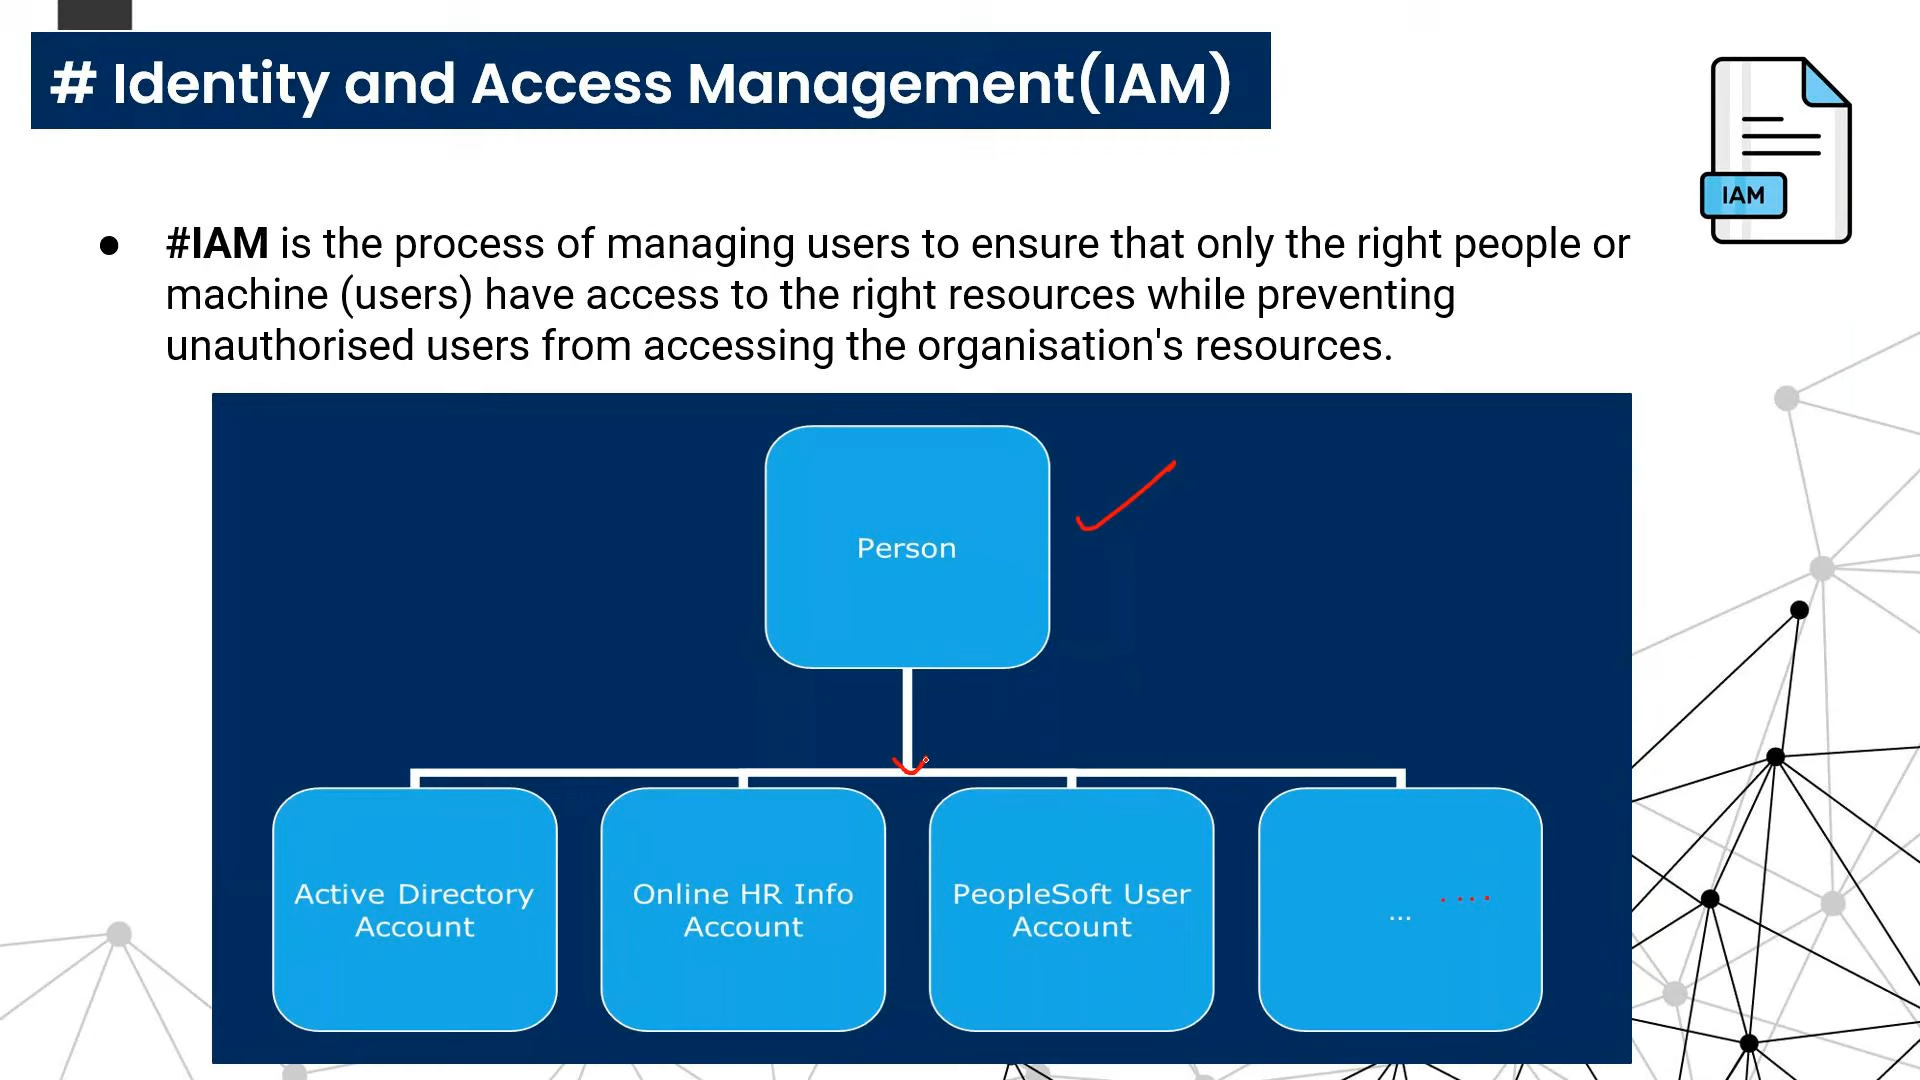 # Identity and Access Management(IAM)
IAM
● #IAM is the process of managing users to ensure that only the right people or
machine (users) have access to the right resources while preventing
unauthorised users from accessing the organisation's resources.
Person
Active Directory
Account
Online HR Info
Account
PeopleSoft User
Account
...